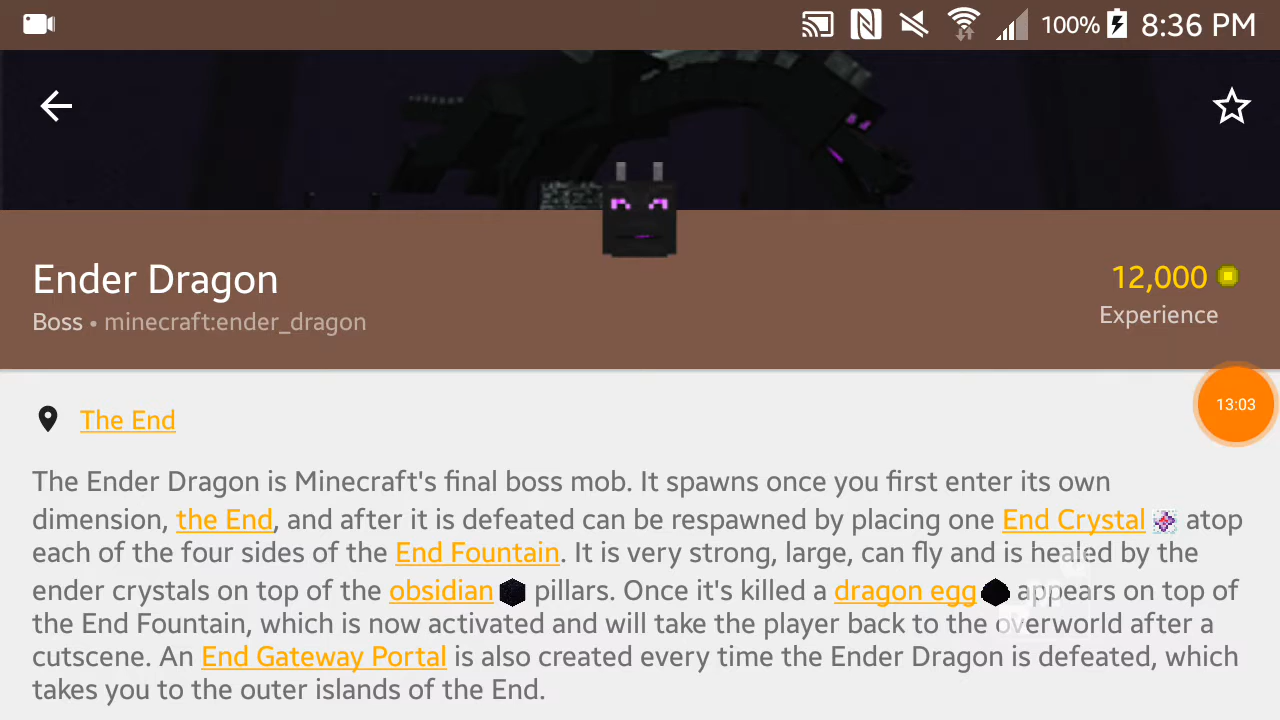 100% 8:36 PM
Ender Dragon
12,000
Boss • minecraft:ender_dragon
Experience
13:03
The End
The Ender Dragon is Minecraft's final boss mob. It spawns once you first enter its own
dimension, the End, and after it is defeated can be respawned by placing one End Crystal atop
each of the four sides of the End Fountain. It is very strong, large, can fly and is healed by the
ender crystals on top of the obsidian pillars. Once it's killed a dragon egg appears on top of
the End Fountain, which is now activated and will take the player back to the overworld after a
cutscene. An End Gateway Portal is also created every time the Ender Dragon is defeated, which
takes you to the outer islands of the End.